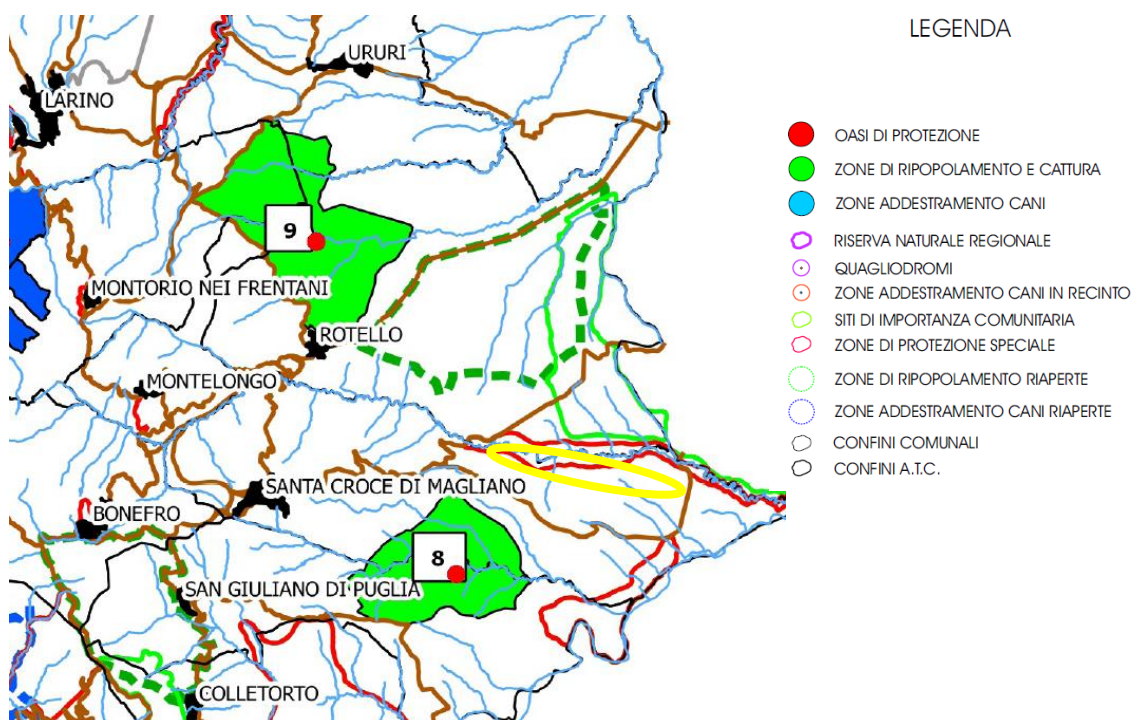 LEGENDA
URURI
LARINO
9
MONTORIO NEI FRENTANI
ROTELLO
MONTELONGO
SANTA CROCE DI MAGLIANO
BONEFRO
8
SAN GIULIANO DI PUGLIA
COLLETORTO
OASI DI PROTEZIONE
ZONE DI RIPOPOLAMENTO E CATTURA
ZONE ADDESTRAMENTO CANI
RISERVA NATURALE REGIONALE
QUAGLIODROMI
ZONE ADDESTRAMENTO CANI IN RECINTO
SITI DI IMPORTANZA COMUNITARIA
ZONE DI PROTEZIONE SPECIALE
ZONE DI RIPOPOLAMENTO RIAPERTE
ZONE ADDESTRAMENTO CANI RIAPERTE
CONFINI COMUNALI
CONFINI A.T.C.